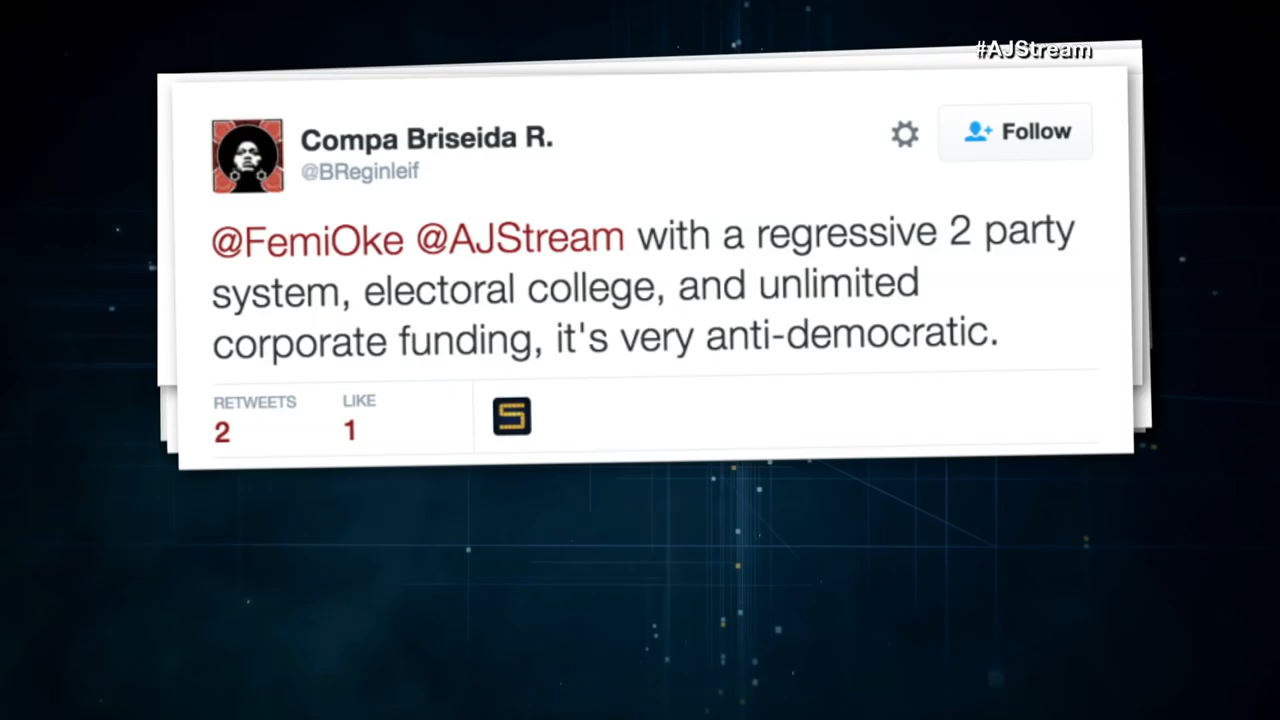 #AJStream
Compa Briseida R.
@BReginleif
Follow
@FemiOke @AJStream with a regressive 2 party
system, electoral college, and unlimited
corporate funding, it's very anti-democratic.
RETWEETS LIKE
2 1
S